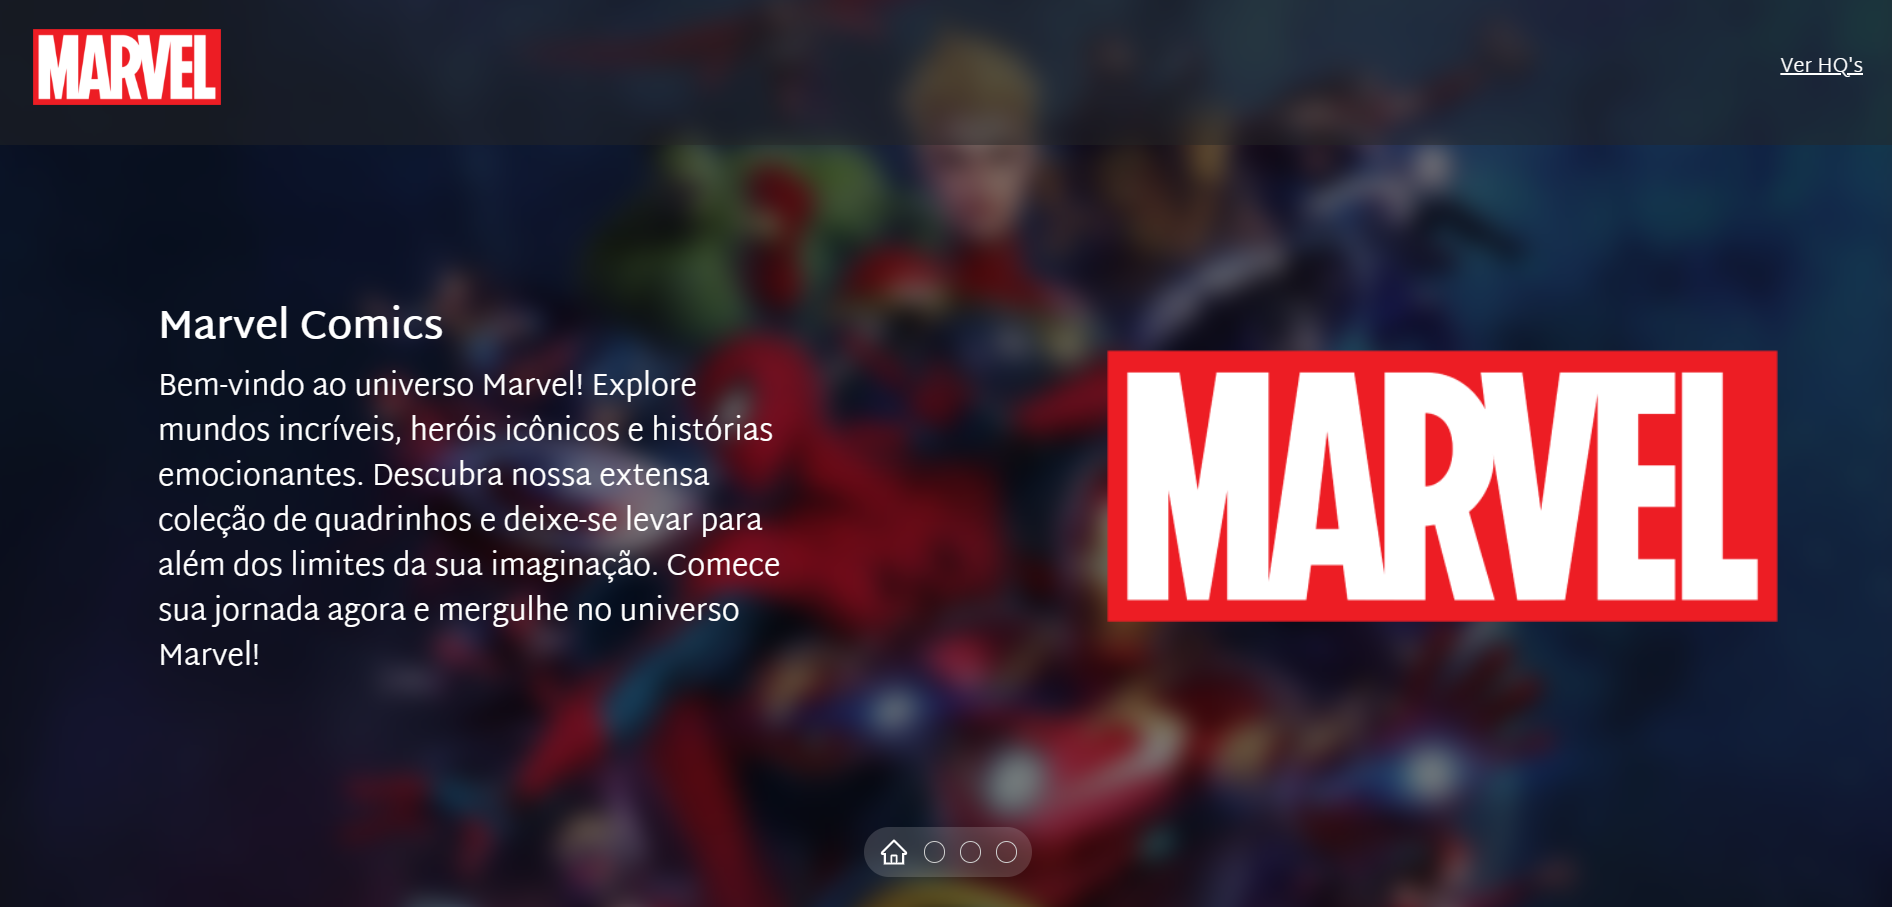 MARVEL
Ver HQ's
Marvel Comics
Bem-vindo ao universo Marvel! Explore
mundos incríveis, heróis icônicos e histórias
emocionantes. Descubra nossa extensa
coleção de quadrinhos e deixe-se levar para
além dos limites da sua imaginação. Comece
sua jornada agora e mergulhe no universo
Marvel!
MARVEL